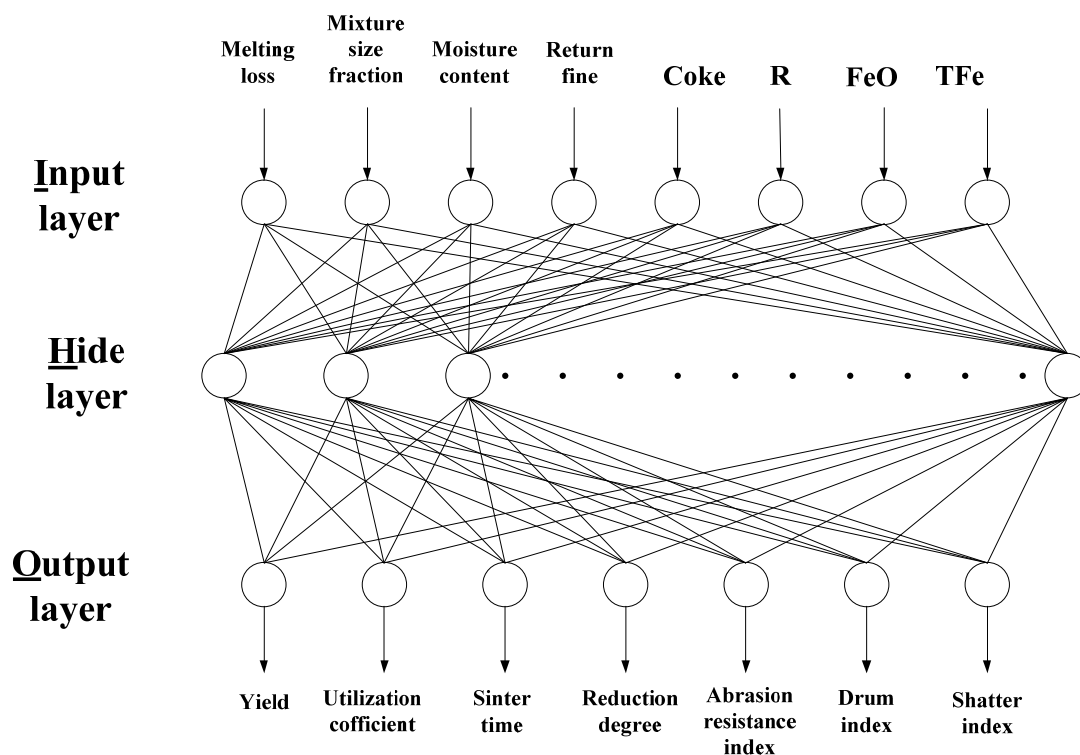 Melting
loss
Mixture
size
fraction
Moisture
content
Return
fine
Coke
R
FeO
TFe
Input
layer
Hide
layer
Output
layer
Yield
Utilization
cofficient
Sinter
time
Reduction
degree
Abrasion
resistance
index
Drum
index
Shatter
index